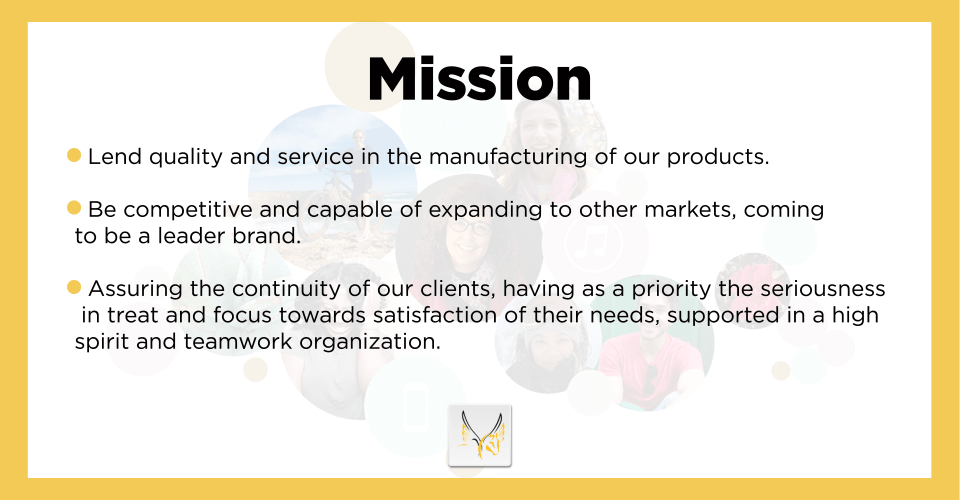 Mission
Lend quality and service in the manufacturing of our products.
Be competitive and capable of expanding to other markets, coming
to be a leader brand.
Assuring the continuity of our clients, having as a priority the seriousness
in treat and focus towards satisfaction of their needs, supported in a high
spirit and teamwork organization.